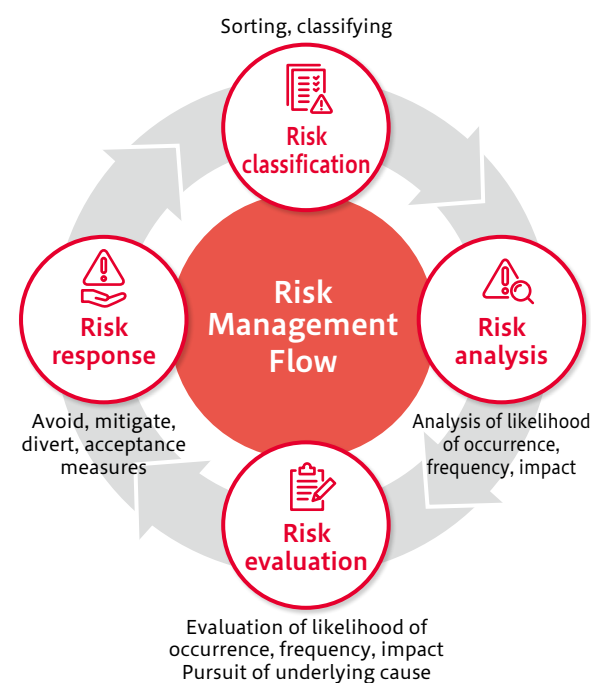 Sorting, classifying
Risk
classification
Risk
Management
Flow
Risk
response
Avoid, mitigate,
divert, acceptance
measures
Risk
analysis
Analysis of likelihood
of occurrence,
frequency, impact
Risk
evaluation
Evaluation of likelihood of
occurrence, frequency, impact
Pursuit of underlying cause